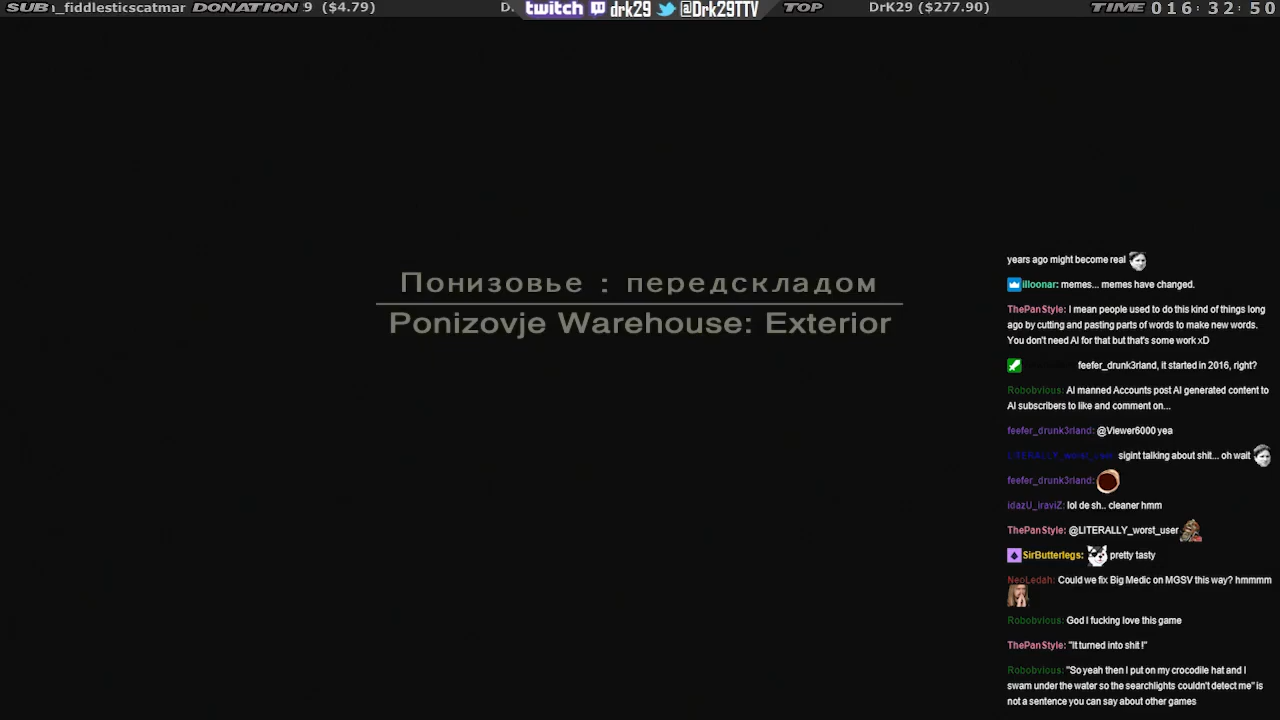 SUB: _fiddlesticscatmar DONATION 9 ($4.79) D. twitch drk29 @Drk29TTV TOP DrK29 ($277.90) TIME 016:32:50
Понизовье : передскладом
Ponizovje Warehouse: Exterior
years ago might become real
illoonar: memes... memes have changed.
ThePanStyle: I mean people used to do this kind of things long
ago by cutting and pasting parts of words to make new words.
You don't need AI for that but that's some work xD
feefer_drunk3rland, it started in 2016, right?
Robobvious: AI manned Accounts post AI generated content to
AI subscribers to like and comment on...
feefer_drunk3rland: @Viewer6000 yea
LITERALLY_worst_user: sigint talking about shit... oh wait
feefer_drunk3rland:
idazU_iraviZ: lol de sh.. cleaner hmm
ThePanStyle: @LITERALLY_worst_user
SirButterlegs: pretty tasty
NeoLedah: Could we fix Big Medic on MGSV this way? hmmmm
Robobvious: God I fucking love this game
ThePanStyle: "It turned into shit !"
Robobvious: "So yeah then I put on my crocodile hat and I
swam under the water so the searchlights couldn't detect me" is
not a sentence you can say about other games